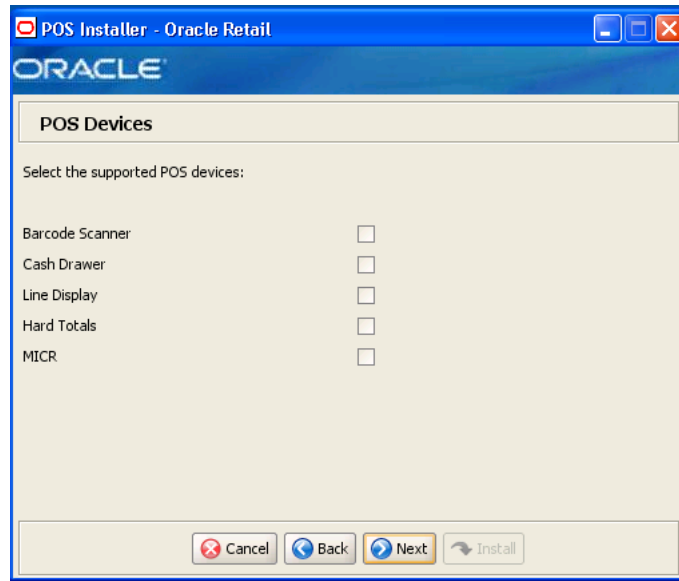 POS Installer - Oracle Retail
ORACLE
POS Devices
Select the supported POS devices:
Barcode Scanner
Cash Drawer
Line Display
Hard Totals
MICR
Cancel Back Next Install